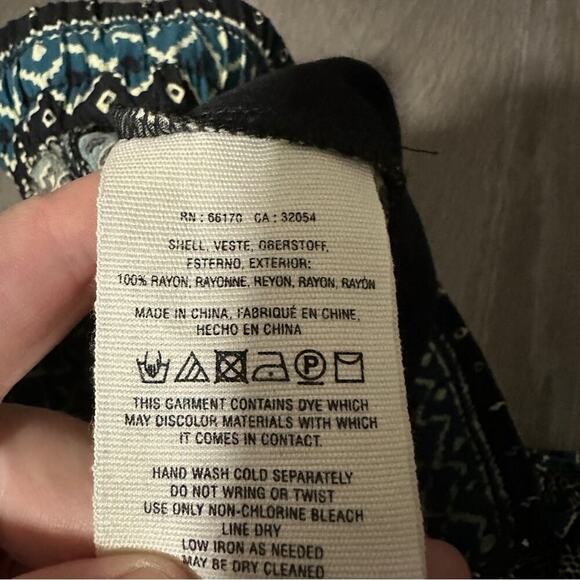 RN : 66170 CA : 32054
SHELL, VESTE, OBERSTOFF,
ESTERNO, EXTERIOR:
100% RAYON, RAYONNE, REYON, RAYON, RAYÓN
MADE IN CHINA, FABRIQUÉ EN CHINE,
HECHO EN CHINA
P
THIS GARMENT CONTAINS DYE WHICH
MAY DISCOLOR MATERIALS WITH WHICH
IT COMES IN CONTACT.
HAND WASH COLD SEPARATELY
DO NOT WRING OR TWIST
USE ONLY NON-CHLORINE BLEACH
LINE DRY
LOW IRON AS NEEDED
MAY BE DRY CLEANED